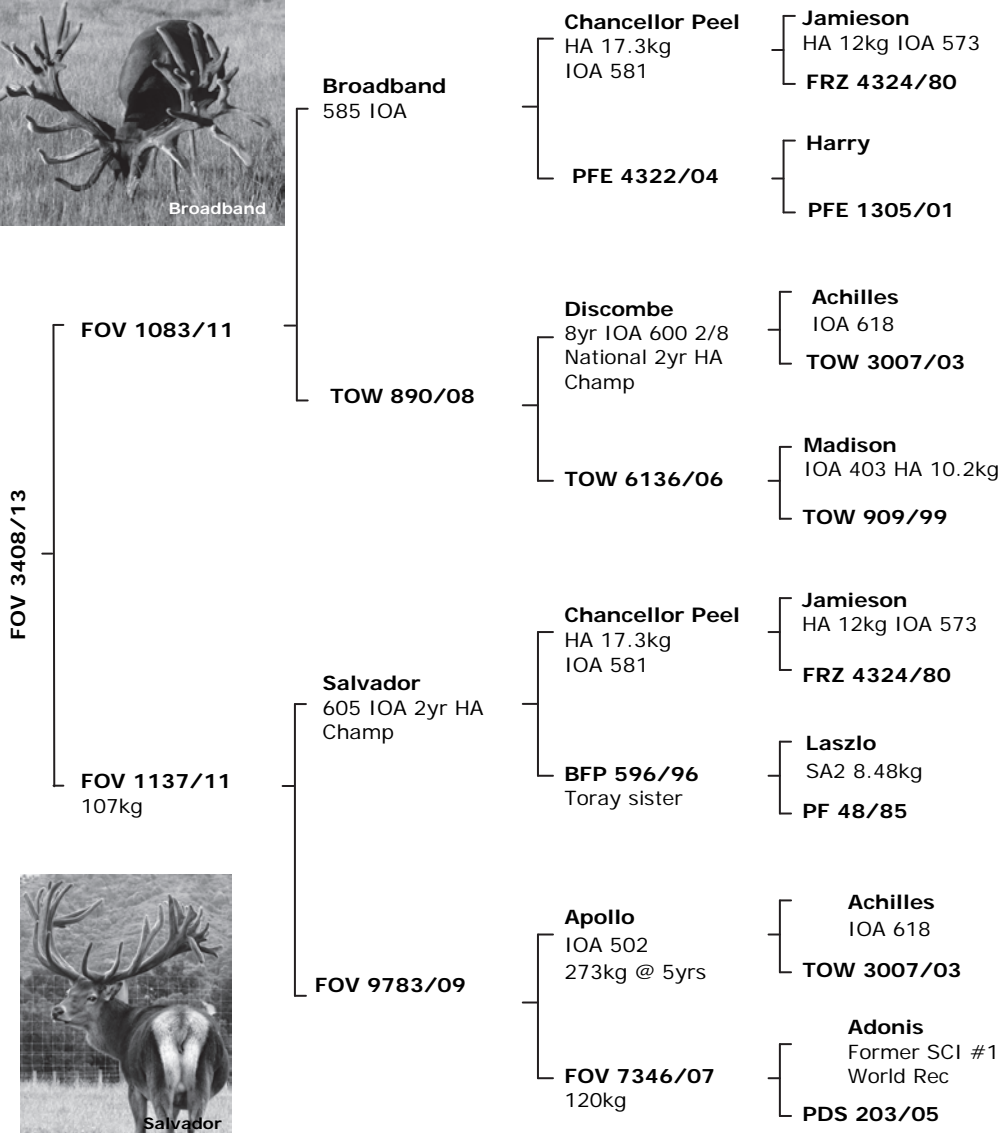 Broadband
Salvador
FOV 3408/13
FOV 1083/11
FOV 1137/11
107kg
Broadband
585 IOA
TOW 890/08
Salvador
605 IOA 2yr HA
Champ
FOV 9783/09
Chancellor Peel
HA 17.3kg
IOA 581
PFE 4322/04
Discombe
8yr IOA 600 2/8
National 2yr HA
Champ
TOW 6136/06
Chancellor Peel
HA 17.3kg
IOA 581
BFP 596/96
Toray sister
Apollo
IOA 502
273kg @ 5yrs
FOV 7346/07
120kg
Jamieson
HA 12kg IOA 573
FRZ 4324/80
Harry
PFE 1305/01
Achilles
IOA 618
TOW 3007/03
Madison
IOA 403 HA 10.2kg
TOW 909/99
Jamieson
HA 12kg IOA 573
FRZ 4324/80
Laszlo
SA2 8.48kg
PF 48/85
Achilles
IOA 618
TOW 3007/03
Adonis
Former SCI #1
World Rec
PDS 203/05